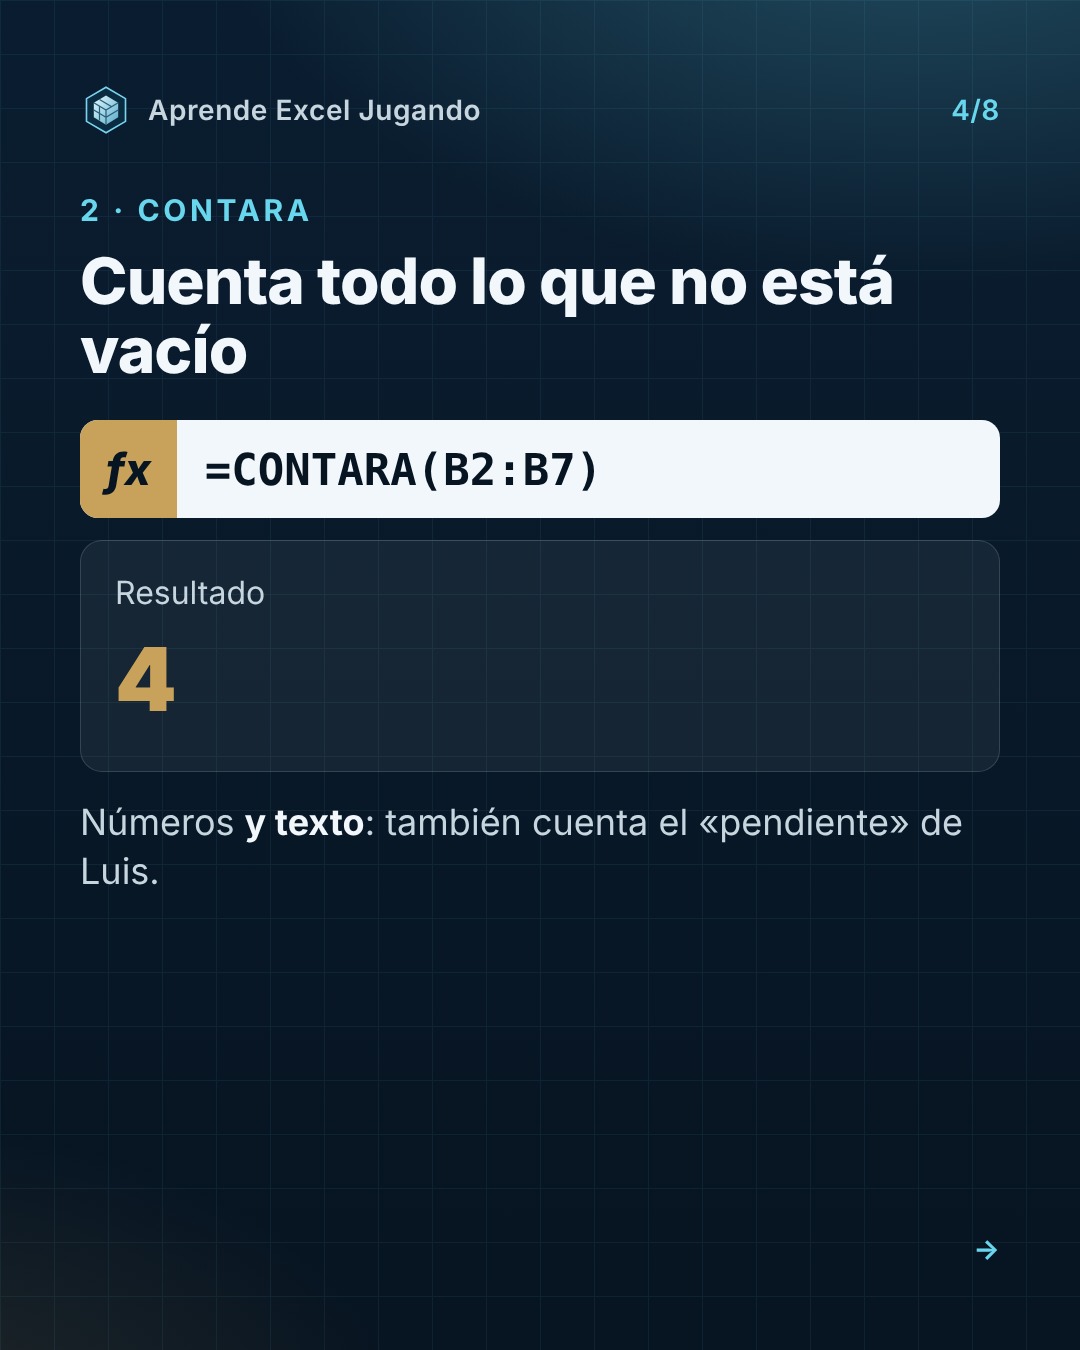 Aprende Excel Jugando
4/8
2 · CONTARA
Cuenta todo lo que no está
vacío
fx
=CONTARA(B2:B7)
Resultado
4
Números y texto: también cuenta el «pendiente» de
Luis.
→